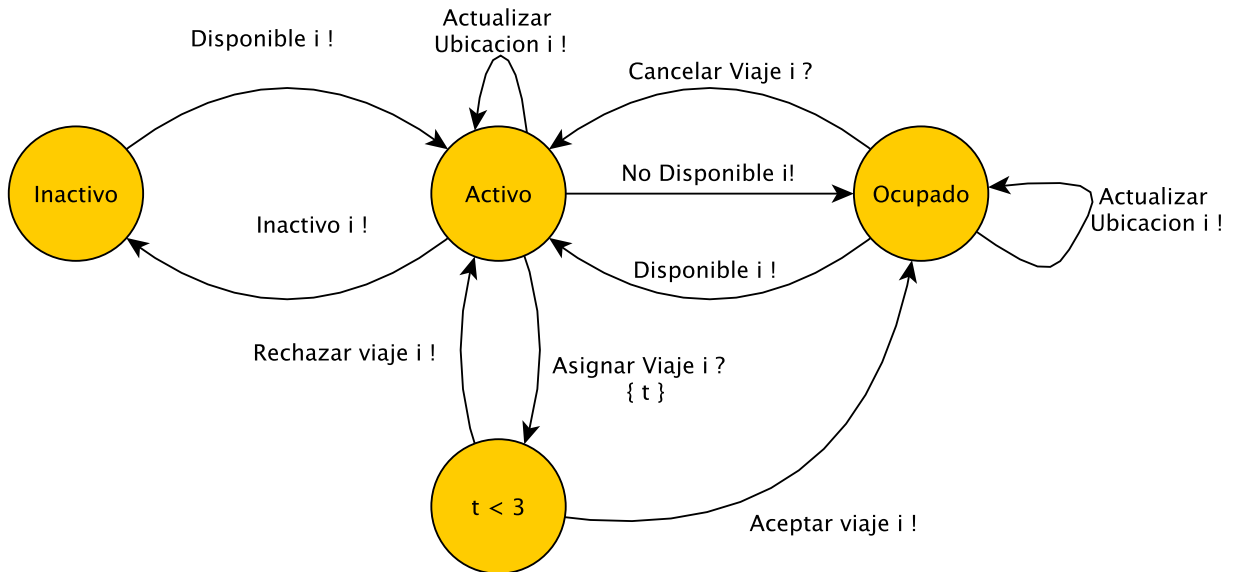 Actualizar
Ubicacion i !
Disponible i !
Cancelar Viaje i ?
Inactivo
Activo
No Disponible i!
Ocupado
Actualizar
Ubicacion i !
Inactivo i !
Disponible i !
Rechazar viaje i !
Asignar Viaje i ?
{ t }
t < 3
Aceptar viaje i !